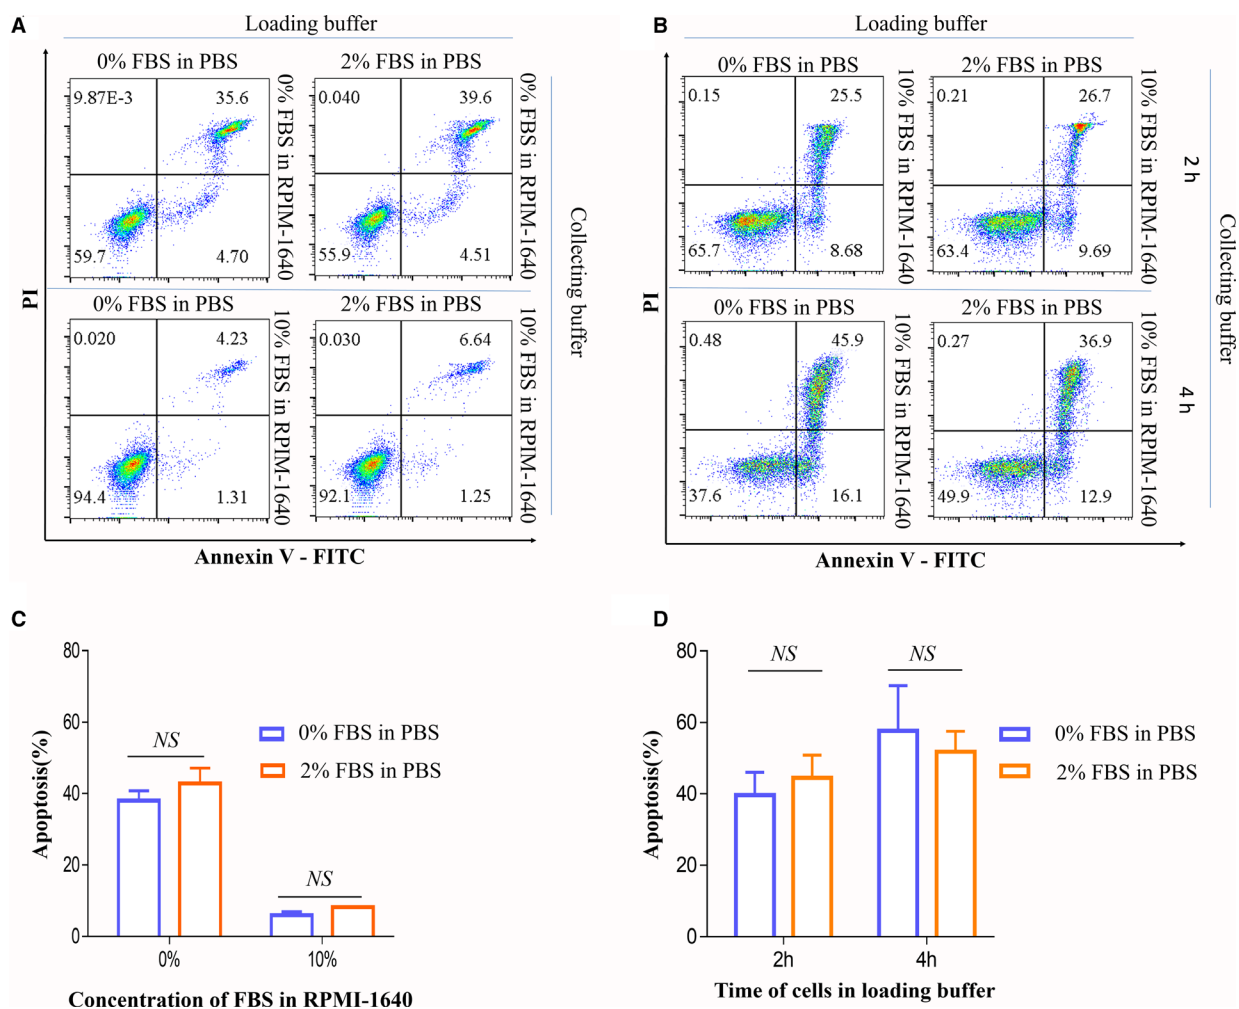 A
Loading buffer
0% FBS in PBS
2% FBS in PBS
9.87E-3
35.6
59.7
4.70
0% FBS in RPIM-1640
0.040
39.6
55.9
4.51
0% FBS in RPIM-1640
0% FBS in PBS
2% FBS in PBS
0.020
4.23
94.4
1.31
10% FBS in RPIM-1640
0.030
6.64
92.1
1.25
10% FBS in RPIM-1640
Collecting buffer
PI
Annexin V - FITC
B
Loading buffer
0% FBS in PBS
2% FBS in PBS
0.15
25.5
65.7
8.68
10% FBS in RPIM-1640
0.21
26.7
63.4
9.69
10% FBS in RPIM-1640
2 h
0% FBS in PBS
2% FBS in PBS
0.48
45.9
37.6
16.1
10% FBS in RPIM-1640
0.27
36.9
49.9
12.9
10% FBS in RPIM-1640
4 h
Collecting buffer
PI
Annexin V - FITC
C
80
60
40
20
0
Apoptosis(%)
NS
NS
0% FBS in PBS
2% FBS in PBS
0%
10%
Concentration of FBS in RPMI-1640
D
80
60
40
20
0
Apoptosis(%)
NS
NS
0% FBS in PBS
2% FBS in PBS
2h
4h
Time of cells in loading buffer